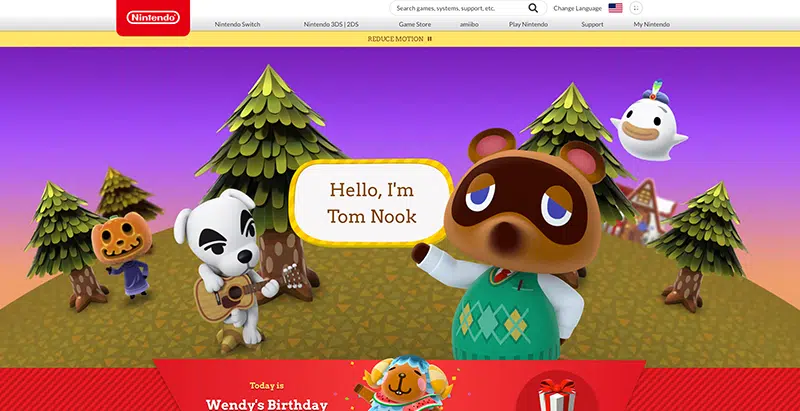 Nintendo
Search games, systems, support, etc.
Change Language
Nintendo Switch
Nintendo 3DS | 2DS
Game Store
amiibo
Play Nintendo
Support
My Nintendo
REDUCE MOTION
Hello, I'm
Tom Nook
Today is
Wendy's Birthday